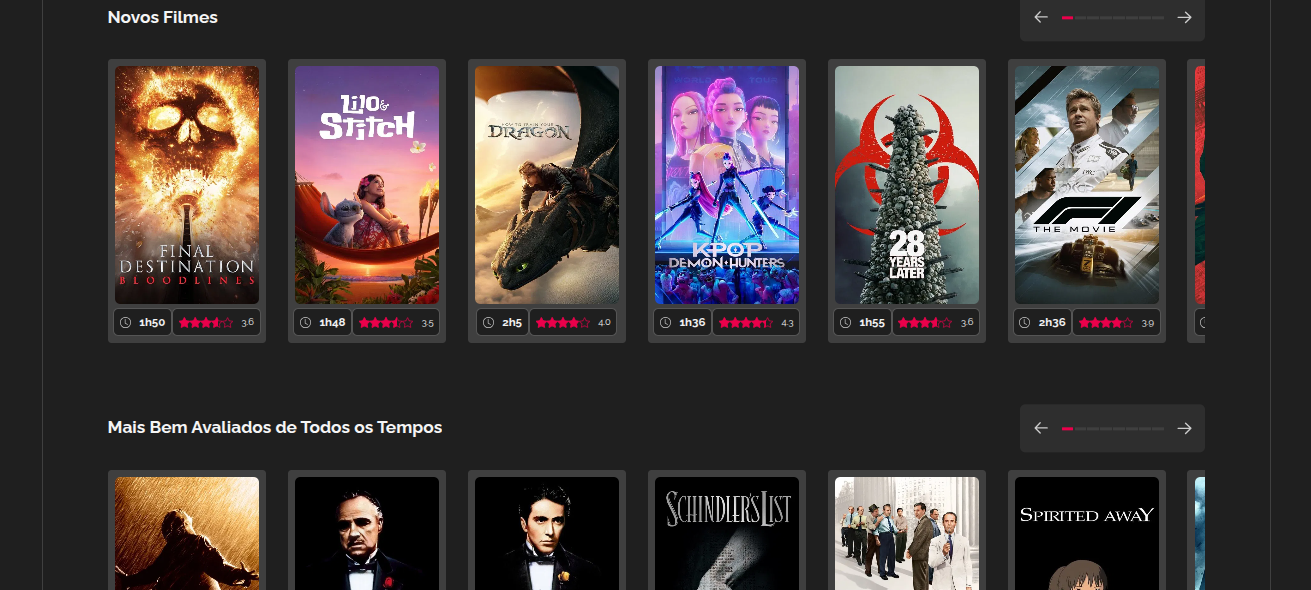 Novos Filmes
FINAL
DESTINATION
BLOODLINES
Lilo &
Stitch
HOW TO TRAIN YOUR
DRAGON
WORLD TOUR
KPOP
DEMON HUNTERS
28
YEARS
LATER
F1
THE MOVIE
1h50 3.6
1h48 3.5
2h5 4.0
1h36 4.3
1h55 3.6
2h36 3.9
Mais Bem Avaliados de Todos os Tempos
SCHINDLER'S LIST
SPIRITED AWAY